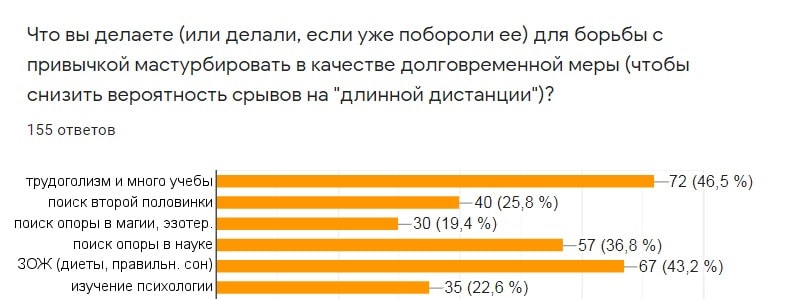 Что вы делаете (или делали, если уже побороли ее) для борьбы с
привычкой мастурбировать в качестве долговременной меры (чтобы
снизить вероятность срывов на "длинной дистанции")?
155 ответов
трудоголизм и много учебы 72 (46,5 %)
поиск второй половинки 40 (25,8 %)
поиск опоры в магии, эзотер. 30 (19,4 %)
поиск опоры в науке 57 (36,8 %)
ЗОЖ (диеты, правильн. сон) 67 (43,2 %)
изучение психологии 35 (22,6 %)